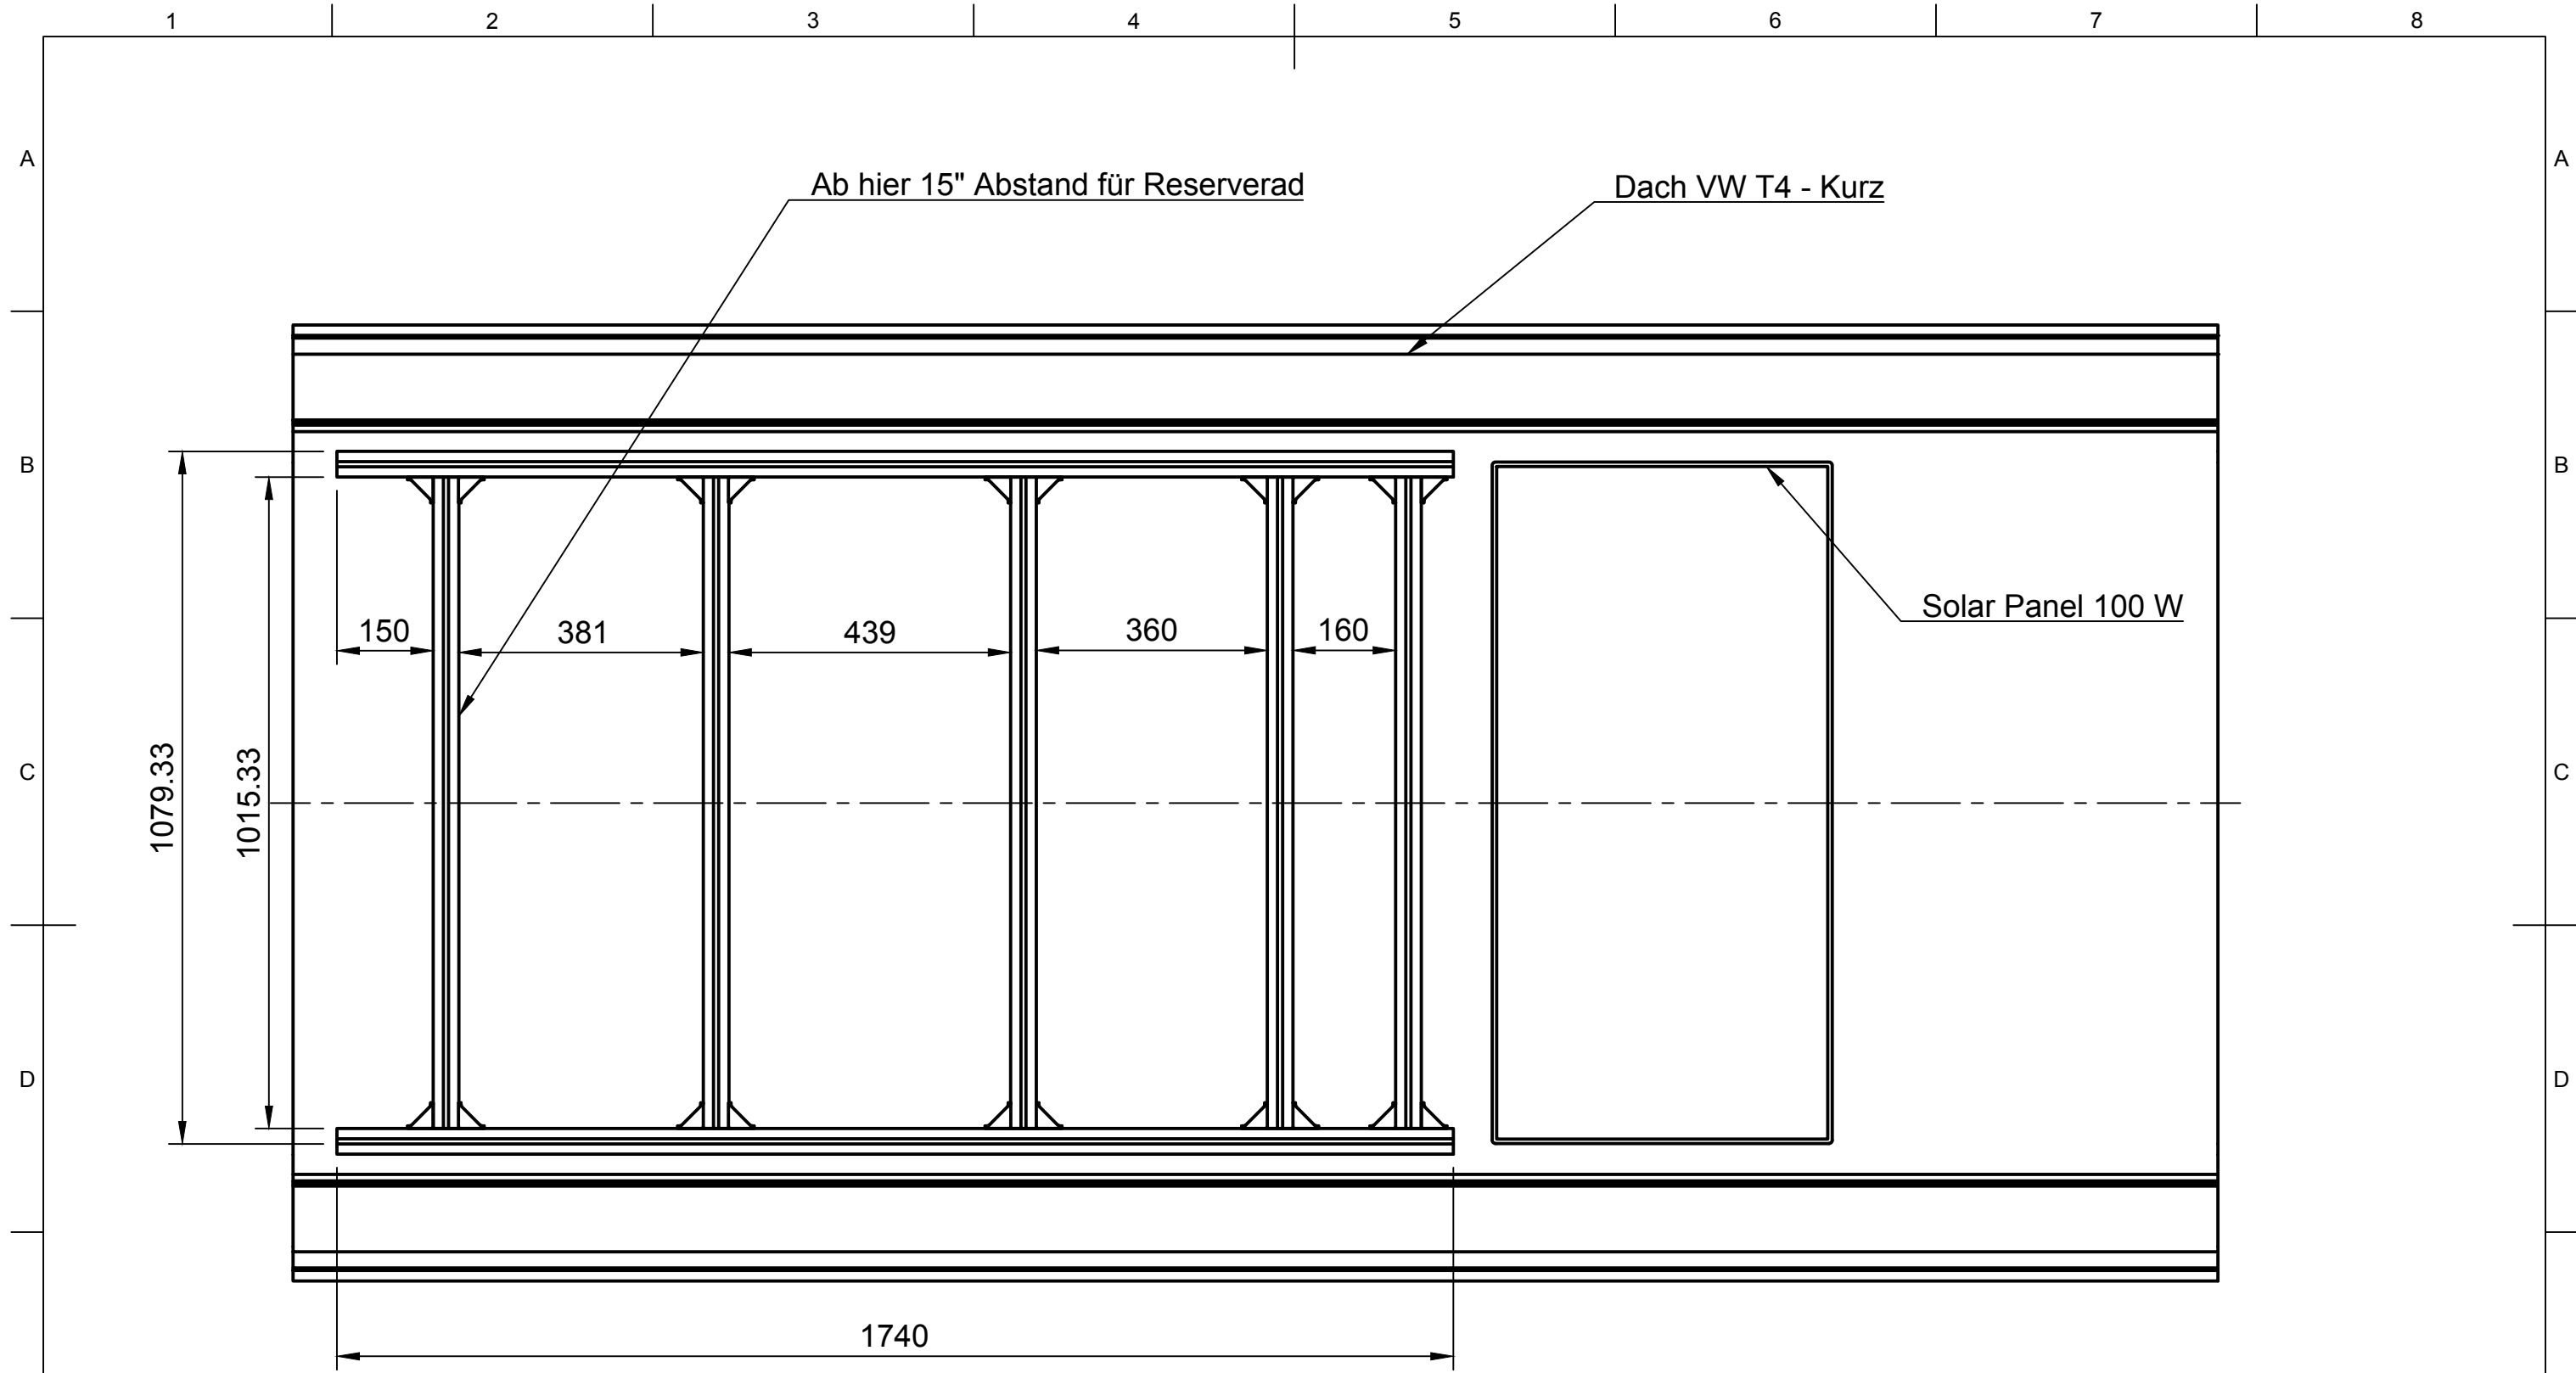 1 2 3 4 5 6 7 8
A A
Ab hier 15" Abstand für Reserverad
Dach VW T4 - Kurz
B B
Solar Panel 100 W
150 381 439 360 160
1079.33
1015.33
C C
D D
1740